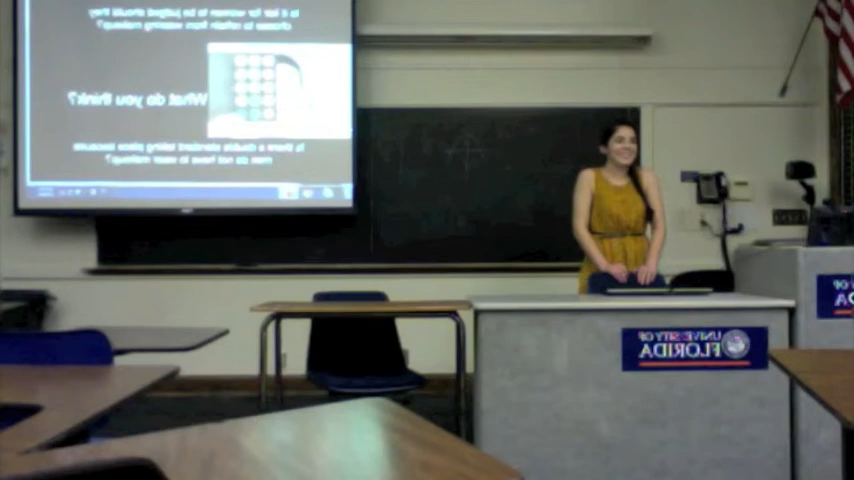 Is it fair for women to be judged should they
choose to refrain from wearing makeup?
What do you think?
Is there a double standard taking place because
men do not have to wear makeup?
UNIVERSITY OF
FLORIDA